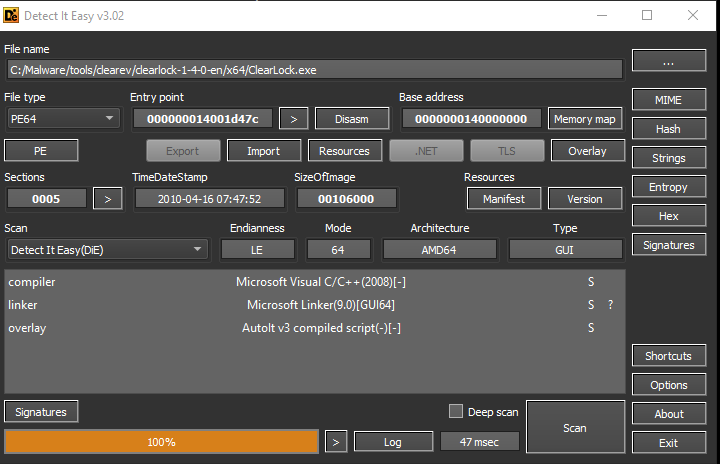 Detect It Easy v3.02
File name
C:/Malware/tools/clearev/clearlock-1-4-0-en/x64/ClearLock.exe
...
File type Entry point Base address
PE64 000000014001d47c > Disasm 0000000140000000 Memory map MIME
PE Export Import Resources .NET TLS Overlay Hash
Sections TimeDateStamp SizeOfImage Resources Strings
0005 > 2010-04-16 07:47:52 00106000 Manifest Version Entropy
Scan Endianness Mode Architecture Type Hex
Detect It Easy(DiE) LE 64 AMD64 GUI Signatures
compiler Microsoft Visual C/C++(2008)[-] S
linker Microsoft Linker(9.0)[GUI64] S ?
overlay AutoIt v3 compiled script(-)[-] S
Shortcuts
Options
Signatures Deep scan Scan About
100% > Log 47 msec Exit